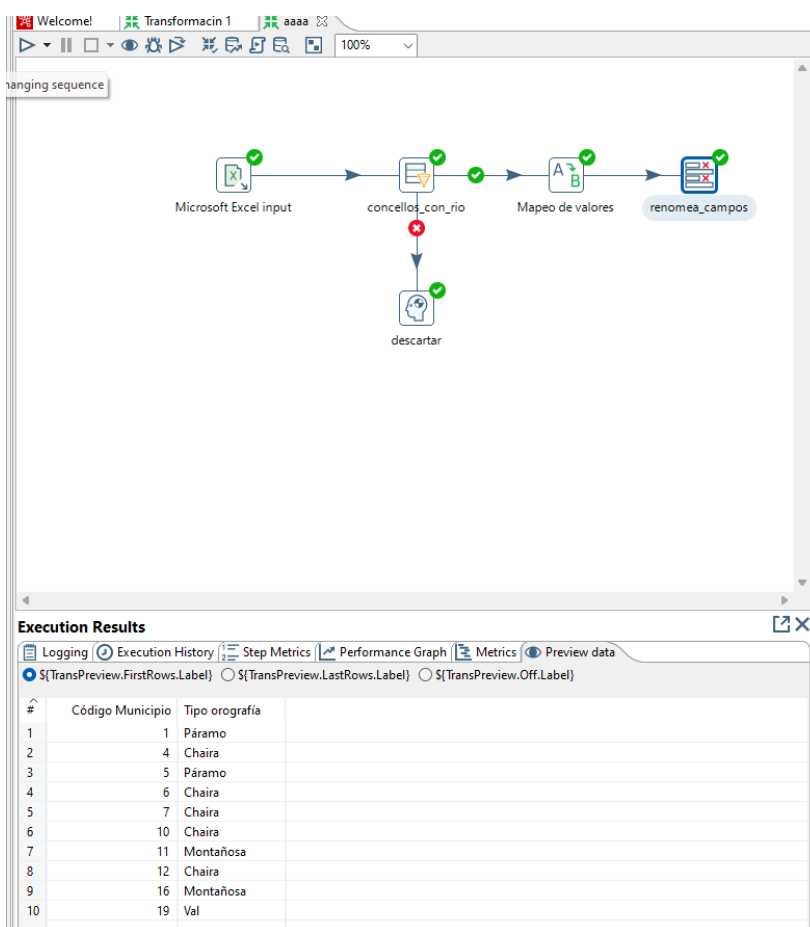 Welcome! Transformacin 1 aaaa
100%
hanging sequence
Microsoft Excel input concellos_con_rio Mapeo de valores renomea_campos
descartar
Execution Results
Logging Execution History Step Metrics Performance Graph Metrics Preview data
${TransPreview.FirstRows.Label} ${TransPreview.LastRows.Label} ${TransPreview.Off.Label}
# Código Municipio Tipo orografía
1 1 Páramo
2 4 Chaira
3 5 Páramo
4 6 Chaira
5 7 Chaira
6 10 Chaira
7 11 Montañosa
8 12 Chaira
9 16 Montañosa
10 19 Val